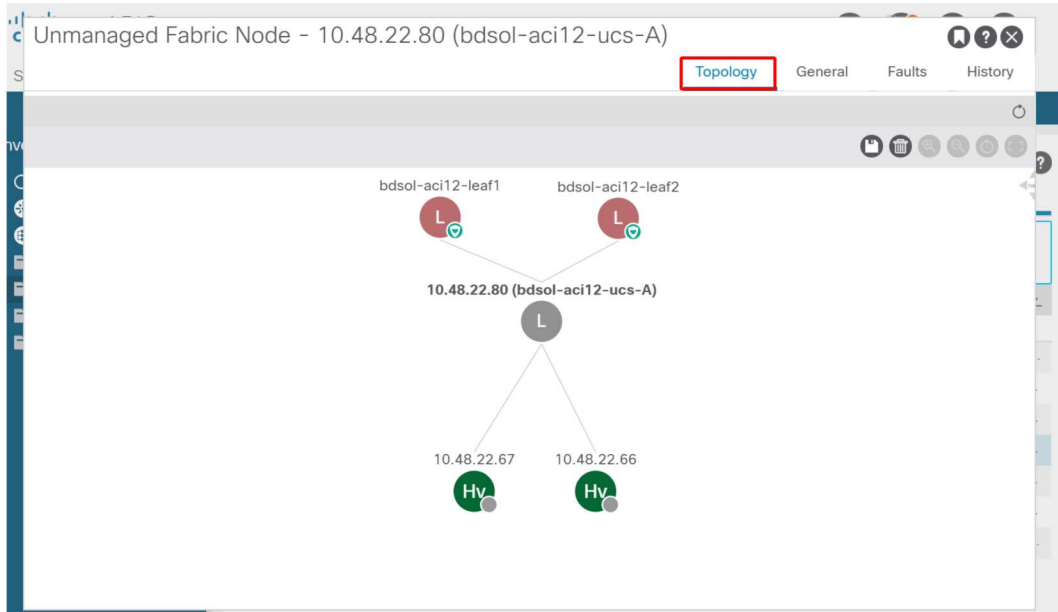 Unmanaged Fabric Node - 10.48.22.80 (bdsol-aci12-ucs-A)
Topology General Faults History
bdsol-aci12-leaf1 bdsol-aci12-leaf2
L L
10.48.22.80 (bdsol-aci12-ucs-A)
L
10.48.22.67 10.48.22.66
Hv Hv